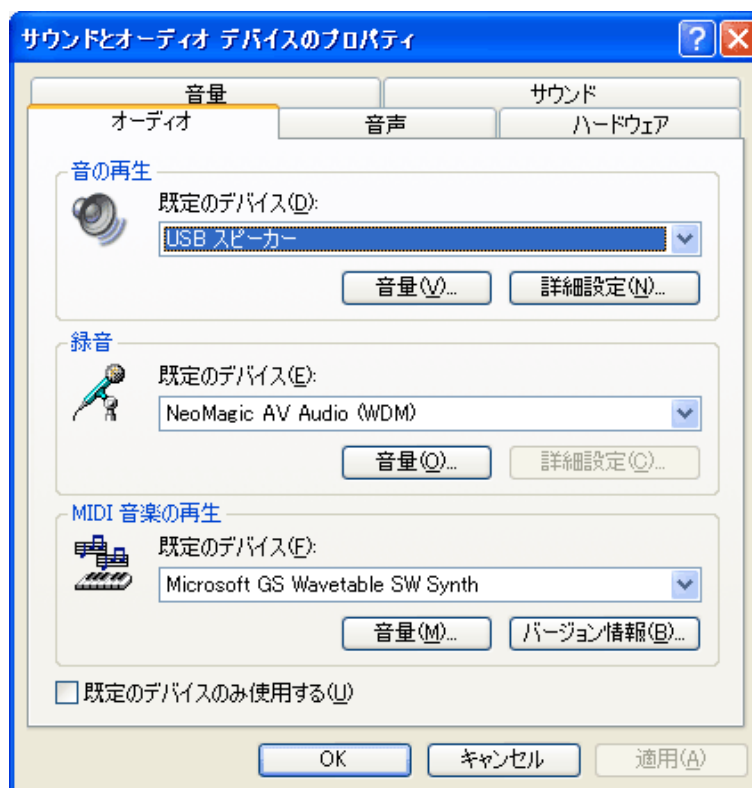 サウンドとオーディオ デバイスのプロパティ
音量 サウンド
オーディオ 音声 ハードウェア
音の再生
既定のデバイス(D):
USB スピーカー
音量(V)... 詳細設定(N)...
録音
既定のデバイス(E):
NeoMagic AV Audio (WDM)
音量(O)... 詳細設定(C)...
MIDI 音楽の再生
既定のデバイス(F):
Microsoft GS Wavetable SW Synth
音量(M)... バージョン情報(B)...
既定のデバイスのみ使用する(U)
OK キャンセル 適用(A)